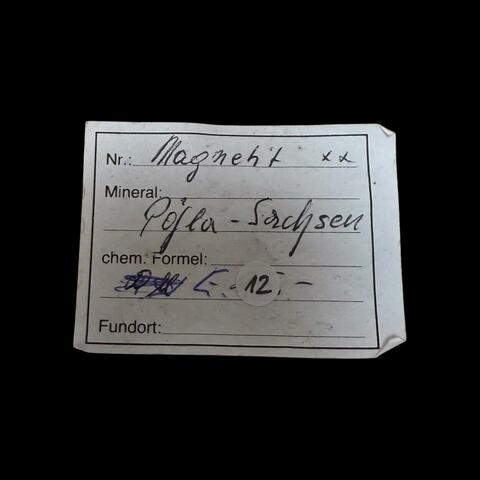 Nr.: Magnetit xx
Mineral:
Pöhla - Sachsen
chem. Formel:
€ -12,-
Fundort: